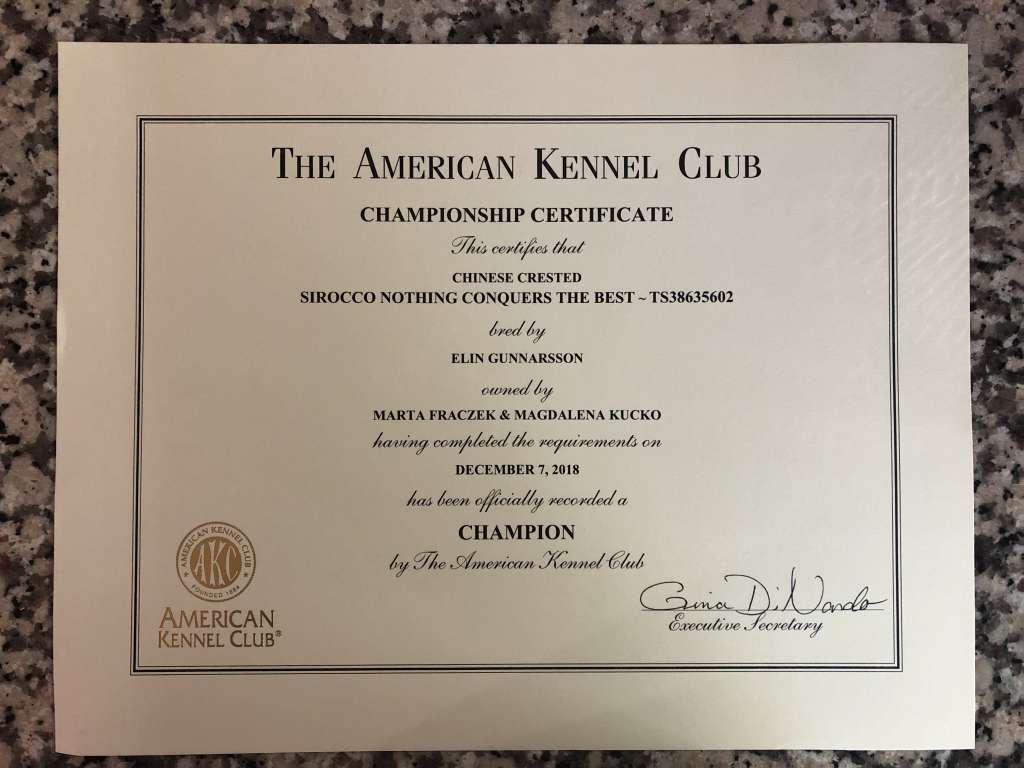 THE AMERICAN KENNEL CLUB
CHAMPIONSHIP CERTIFICATE
This certifies that
CHINESE CRESTED
SIROCCO NOTHING CONQUERS THE BEST ~ TS38635602
bred by
ELIN GUNNARSSON
owned by
MARTA FRACZEK & MAGDALENA KUCKO
having completed the requirements on
DECEMBER 7, 2018
has been officially recorded a
CHAMPION
by The American Kennel Club
AMERICAN KENNEL CLUB
AKC
FOUNDED 1884
AMERICAN
KENNEL CLUB®
Gina DiNardo
Executive Secretary